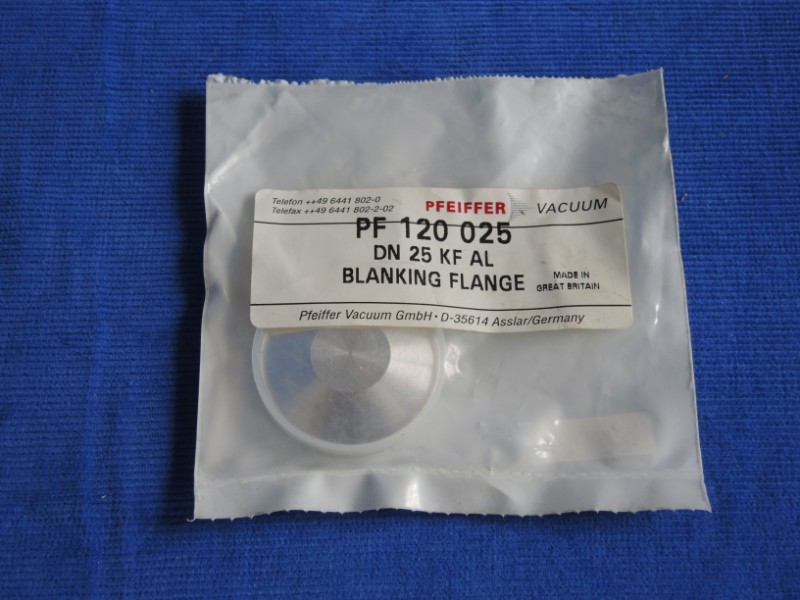 Telefon ++49 6441 802-0
Telefax ++49 6441 802-2-02
PFEIFFER VACUUM
PF 120 025
DN 25 KF AL
BLANKING FLANGE
MADE IN
GREAT BRITAIN
Pfeiffer Vacuum GmbH · D-35614 Asslar/Germany